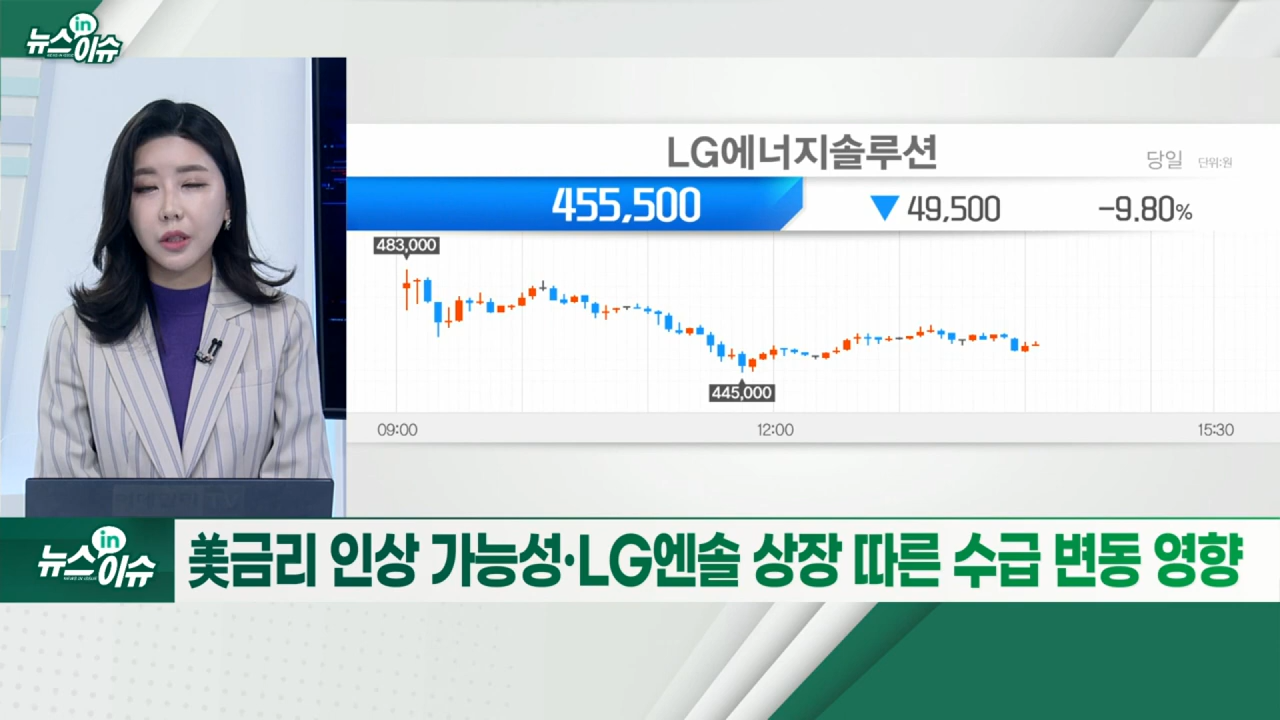 뉴스in이슈
LG에너지솔루션
당일 단위:원
455,500 ▼49,500 -9.80%
483,000
445,000
09:00 12:00 15:30
뉴스in이슈
NEWS IN ISSUE
美금리 인상 가능성·LG엔솔 상장 따른 수급 변동 영향